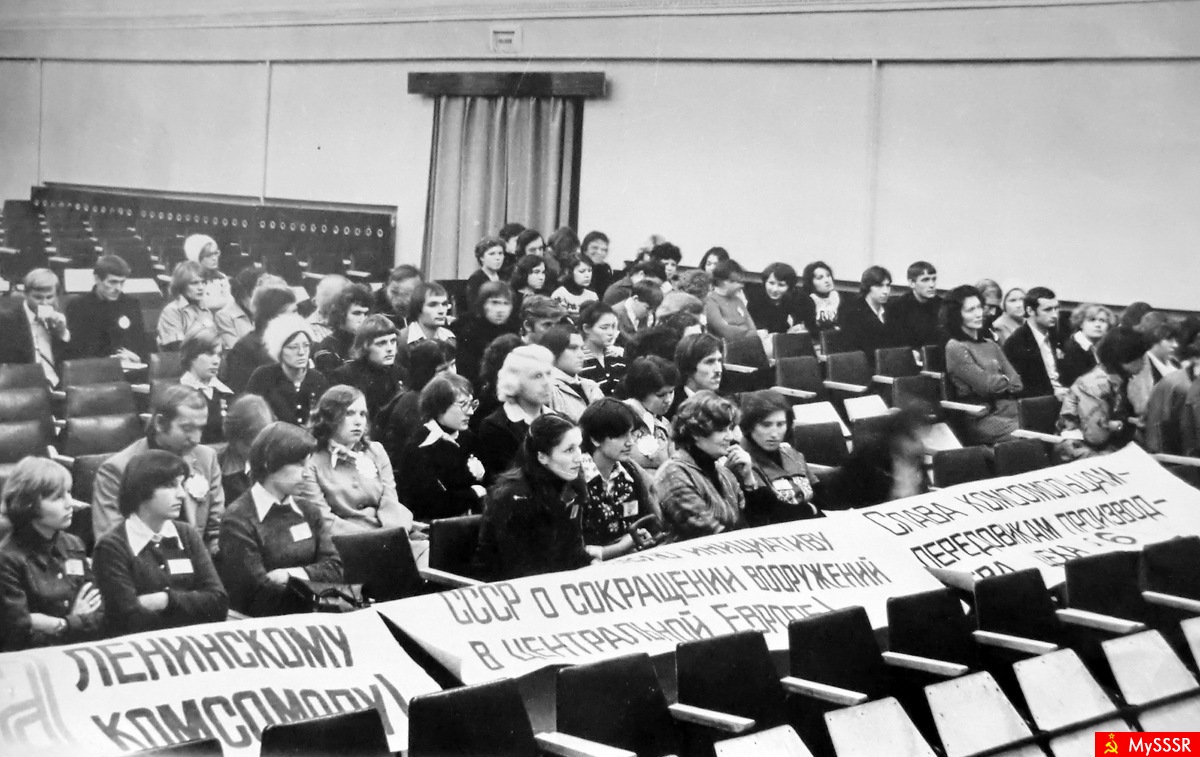 ЛЕНИНСКОМУ
КОМСОМОЛУ!
ИНИЦИАТИВУ
СССР О СОКРАЩЕНИИ ВООРУЖЕНИЙ
В ЦЕНТРАЛЬНОЙ ЕВРОПЕ!
СЛАВА КОМСОМОЛЬЦАМ-
ПЕРЕДОВИКАМ ПРОИЗВОД-
MySSSR